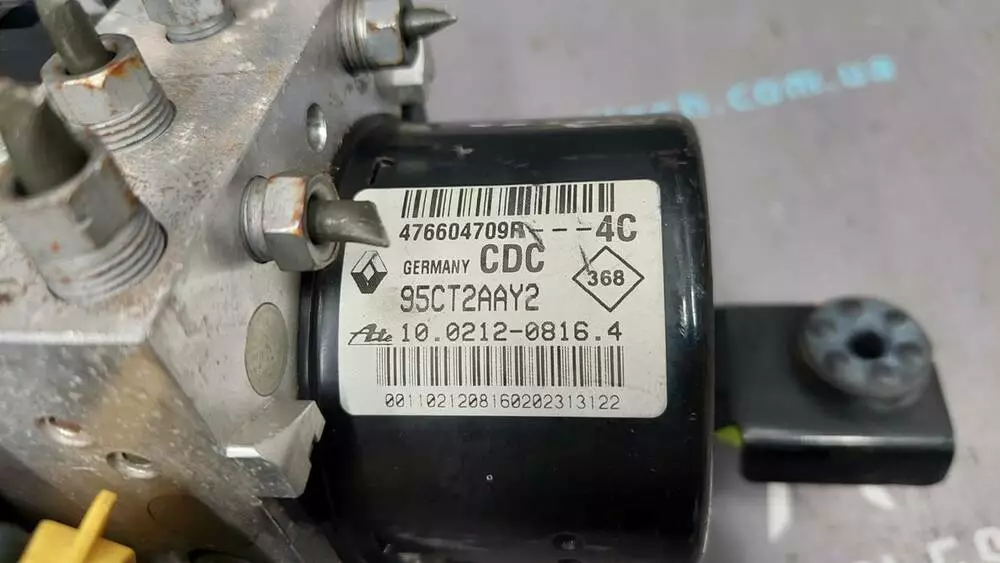 476604709R---4C
GERMANY CDC
368
95CT2AAY2
Ate 10.0212-0816.4
0011021208160202313122